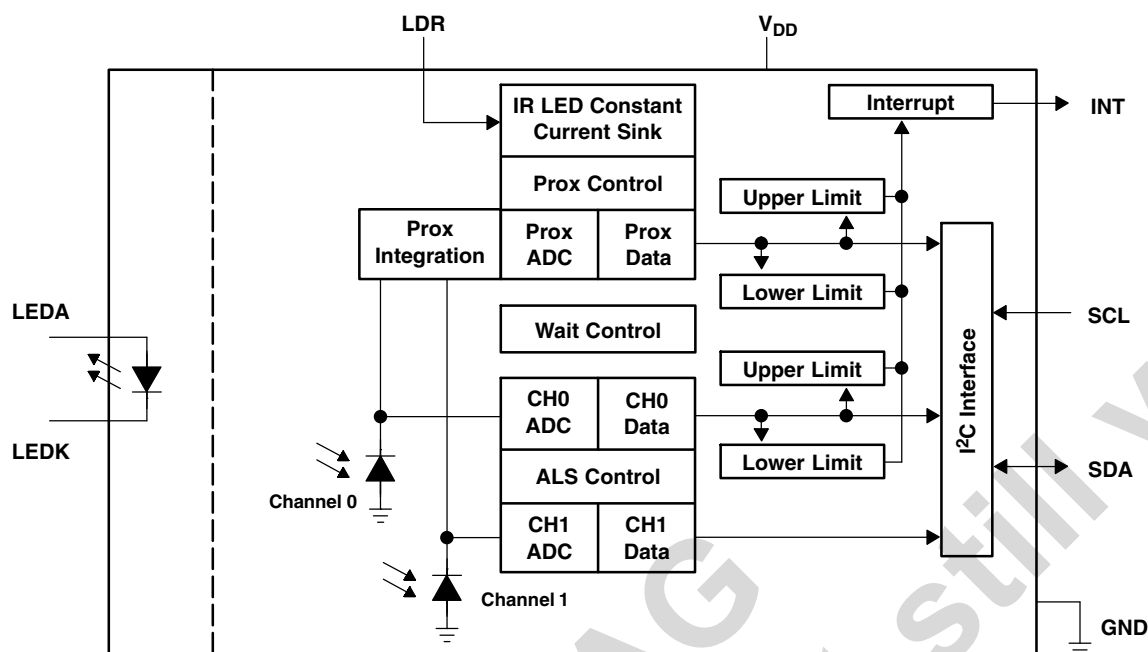 LDR
V_DD
IR LED Constant
Current Sink
Interrupt
INT
Prox Control
Upper Limit
Prox
Integration
Prox
ADC
Prox
Data
Lower Limit
LEDA
Wait Control
SCL
Upper Limit
CH0
ADC
CH0
Data
I²C Interface
LEDK
Lower Limit
SDA
ALS Control
Channel 0
CH1
ADC
CH1
Data
Channel 1
GND
AG
still v